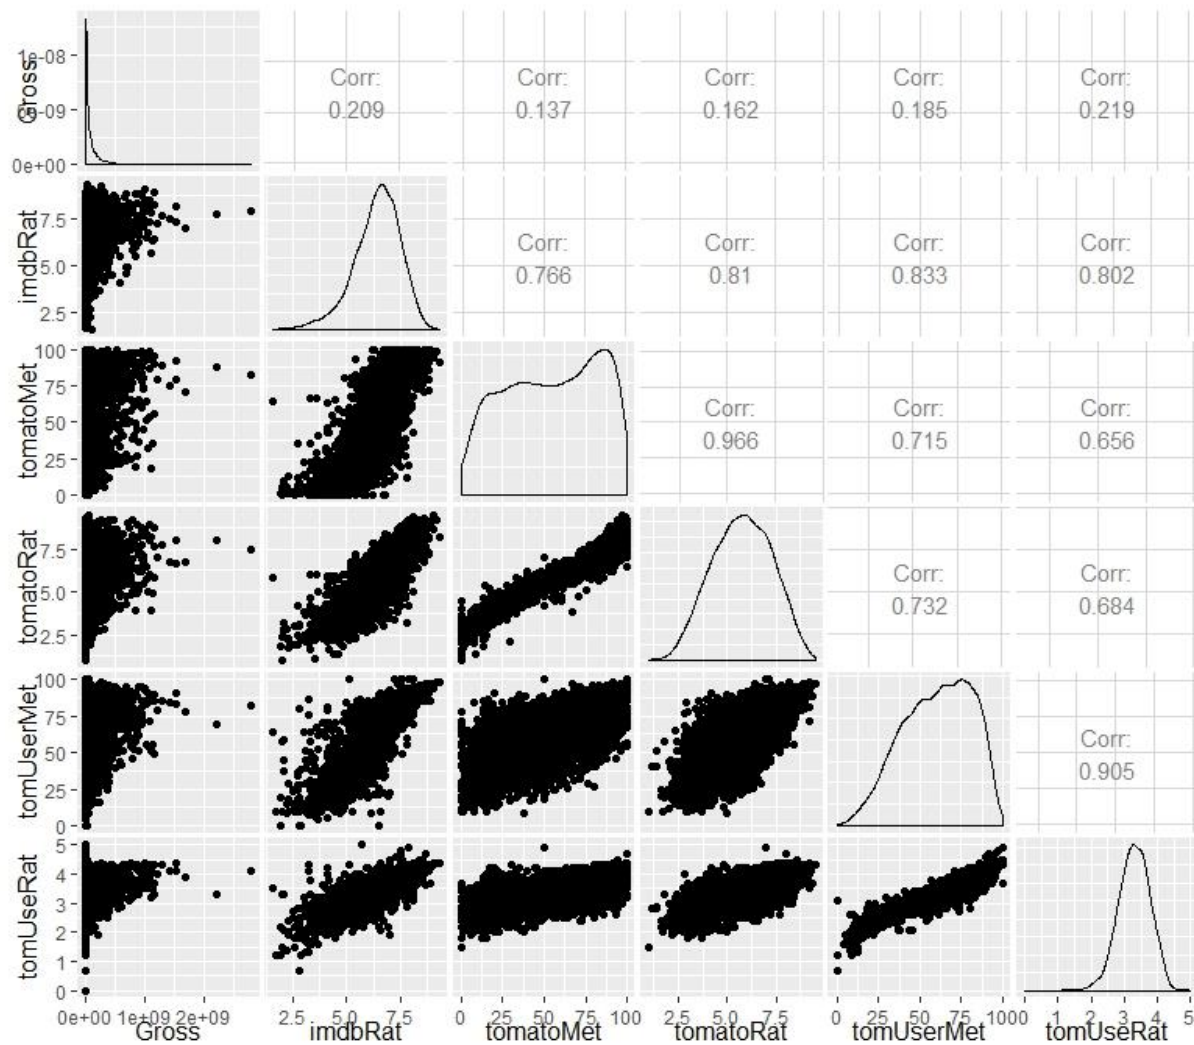 1e-08
Gross
5e-09
0e+00
Corr:
0.209
Corr:
0.137
Corr:
0.162
Corr:
0.185
Corr:
0.219
imdbRat
7.5
5.0
2.5
Corr:
0.766
Corr:
0.81
Corr:
0.833
Corr:
0.802
tomatoMet
100
75
50
25
0
Corr:
0.966
Corr:
0.715
Corr:
0.656
tomatoRat
7.5
5.0
2.5
Corr:
0.732
Corr:
0.684
tomUserMet
100
75
50
25
0
Corr:
0.905
tomUseRat
5
4
3
2
1
0
0e+00 1e+09 2e+09
2.5 5.0 7.5
0 25 50 75 100
2.5 5.0 7.5
0 25 50 75 100
0 1 2 3 4 5
Gross imdbRat tomatoMet tomatoRat tomUserMet tomUseRat